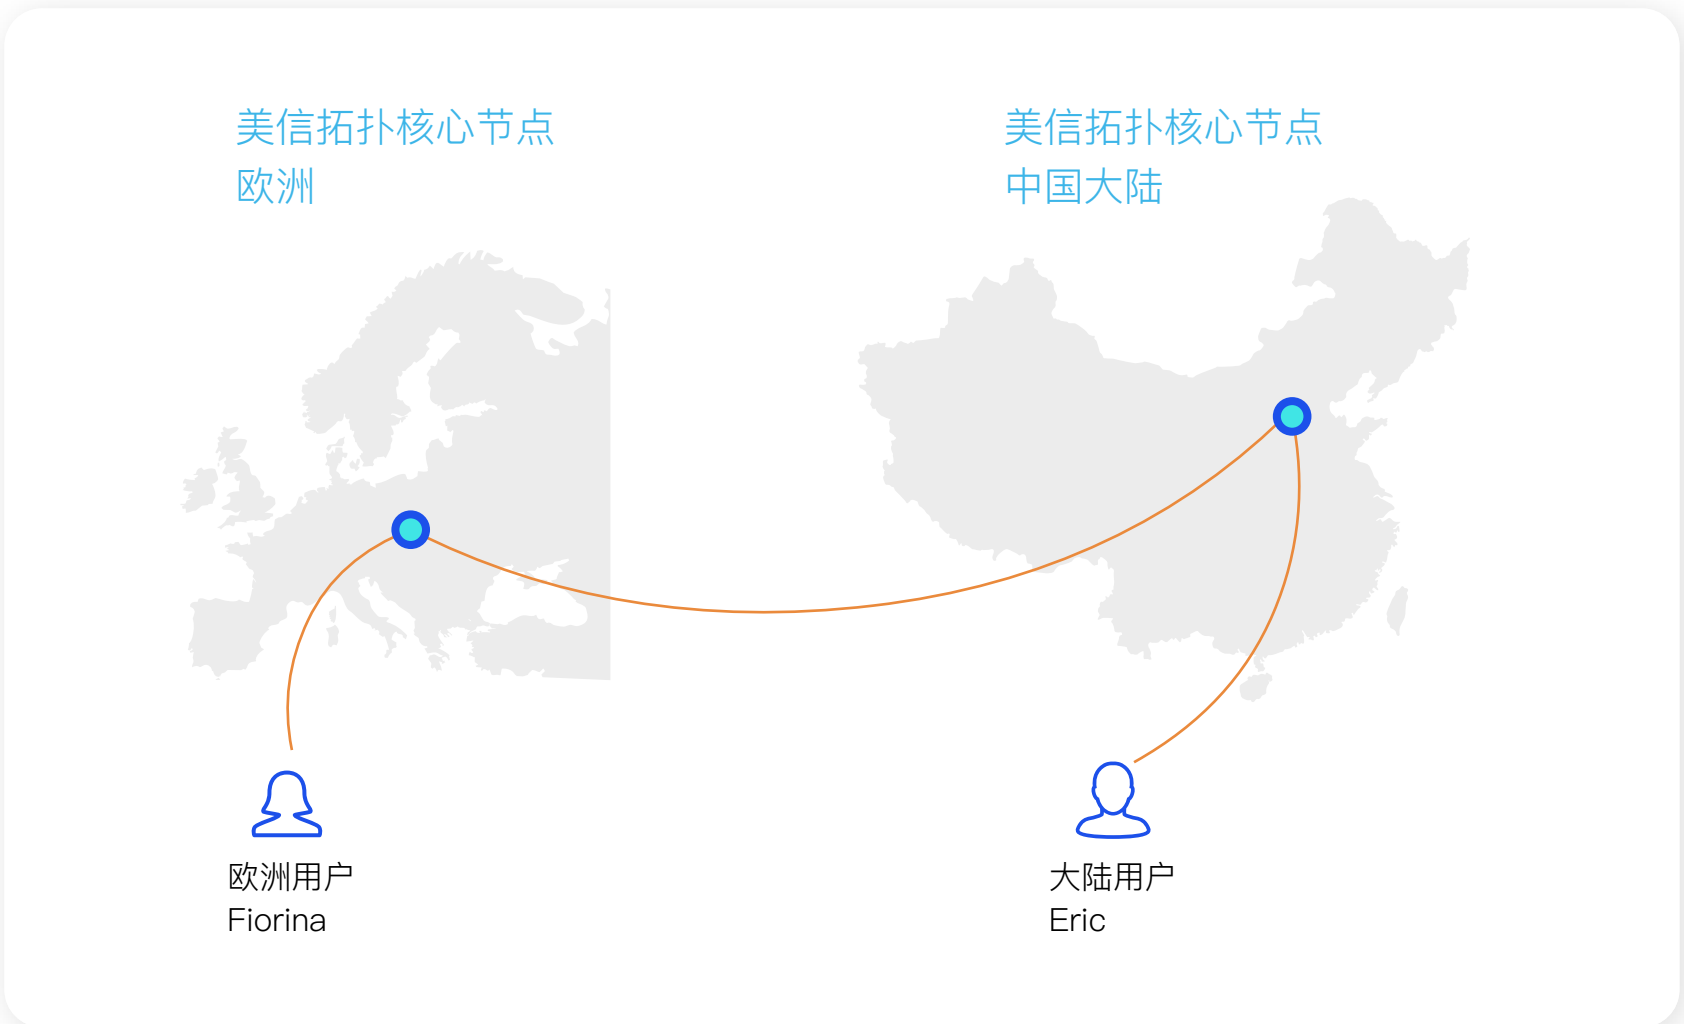 美信拓扑核心节点
欧洲
美信拓扑核心节点
中国大陆
欧洲用户
Fiorina
大陆用户
Eric